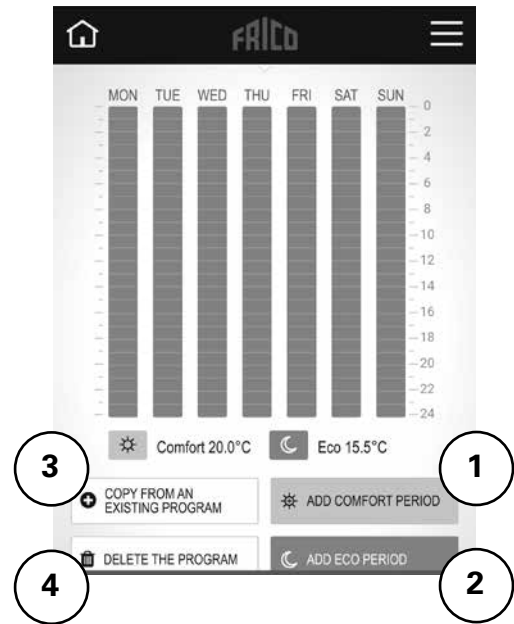 FRICO
MON TUE WED THU FRI SAT SUN
0
2
4
6
8
10
12
14
16
18
20
22
24
Comfort 20.0°C Eco 15.5°C
3
1
COPY FROM AN
EXISTING PROGRAM
ADD COMFORT PERIOD
DELETE THE PROGRAM
ADD ECO PERIOD
4
2